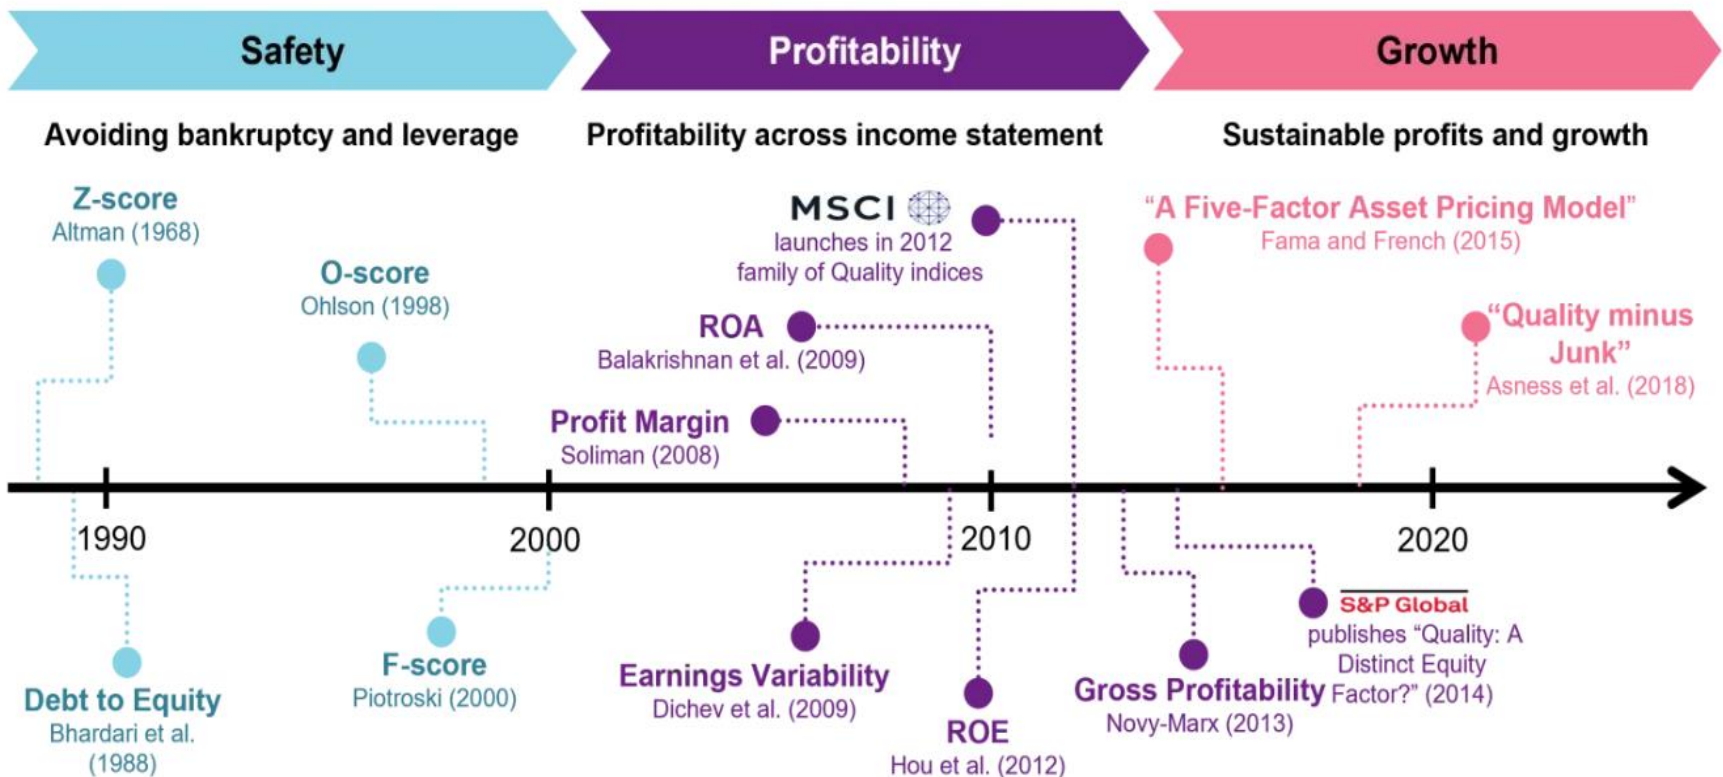 Safety
Profitability
Growth
Avoiding bankruptcy and leverage
Profitability across income statement
Sustainable profits and growth
Z-score
Altman (1968)
O-score
Ohlson (1998)
MSCI
launches in 2012
family of Quality indices
ROA
Balakrishnan et al. (2009)
Profit Margin
Soliman (2008)
“A Five-Factor Asset Pricing Model”
Fama and French (2015)
“Quality minus
Junk”
Asness et al. (2018)
1990
2000
2010
2020
Debt to Equity
Bhardari et al.
(1988)
F-score
Piotroski (2000)
Earnings Variability
Dichev et al. (2009)
ROE
Hou et al. (2012)
Gross Profitability
Novy-Marx (2013)
S&P Global
publishes “Quality: A
Distinct Equity
Factor?” (2014)